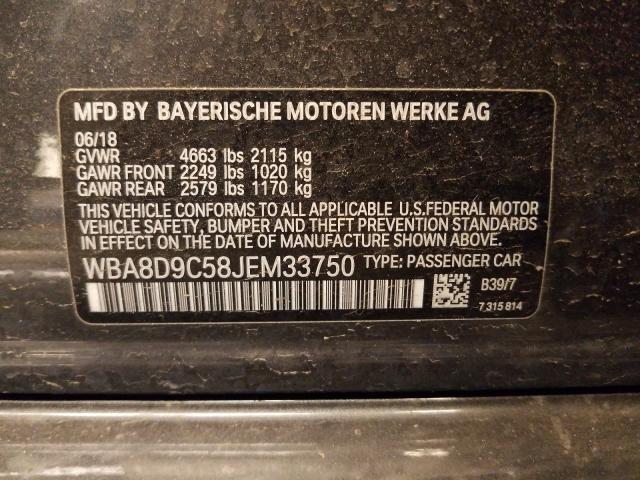 MFD BY BAYERISCHE MOTOREN WERKE AG
06/18
GVWR 4663 lbs 2115 kg
GAWR FRONT 2249 lbs 1020 kg
GAWR REAR 2579 lbs 1170 kg
THIS VEHICLE CONFORMS TO ALL APPLICABLE U.S.FEDERAL MOTOR
VEHICLE SAFETY, BUMPER AND THEFT PREVENTION STANDARDS
IN EFFECT ON THE DATE OF MANUFACTURE SHOWN ABOVE.
WBA8D9C58JEM33750 TYPE: PASSENGER CAR
B39/7
7 315 814